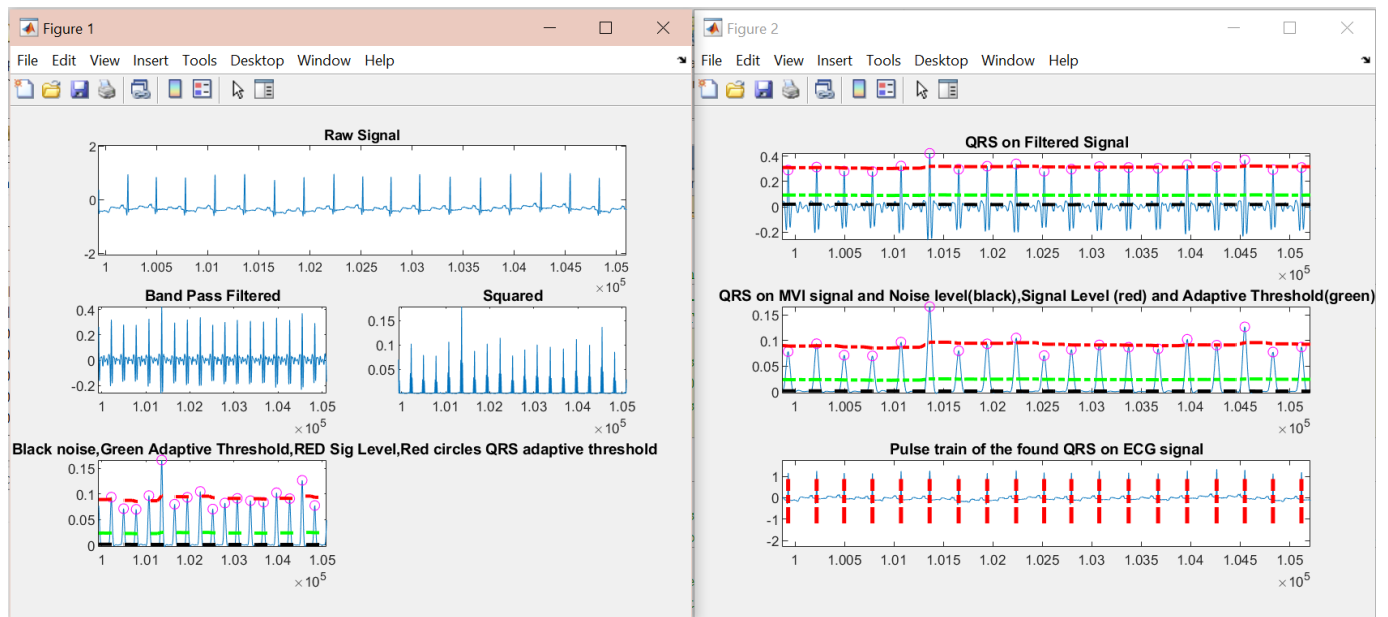 Figure 1
File Edit View Insert Tools Desktop Window Help
Raw Signal
2
0
-2
1 1.005 1.01 1.015 1.02 1.025 1.03 1.035 1.04 1.045 1.05
×10^5
Band Pass Filtered
0.4
0.2
0
-0.2
1 1.01 1.02 1.03 1.04 1.05
×10^5
Squared
0.15
0.1
0.05
1 1.01 1.02 1.03 1.04 1.05
×10^5
Black noise,Green Adaptive Threshold,RED Sig Level,Red circles QRS adaptive threshold
0.15
0.1
0.05
0
1 1.01 1.02 1.03 1.04 1.05
×10^5
Figure 2
File Edit View Insert Tools Desktop Window Help
QRS on Filtered Signal
0.4
0.2
0
-0.2
1 1.005 1.01 1.015 1.02 1.025 1.03 1.035 1.04 1.045 1.05
×10^5
QRS on MVI signal and Noise level(black),Signal Level (red) and Adaptive Threshold(green)
0.15
0.1
0.05
0
1 1.005 1.01 1.015 1.02 1.025 1.03 1.035 1.04 1.045 1.05
×10^5
Pulse train of the found QRS on ECG signal
1
0
-1
-2
1 1.005 1.01 1.015 1.02 1.025 1.03 1.035 1.04 1.045 1.05
×10^5